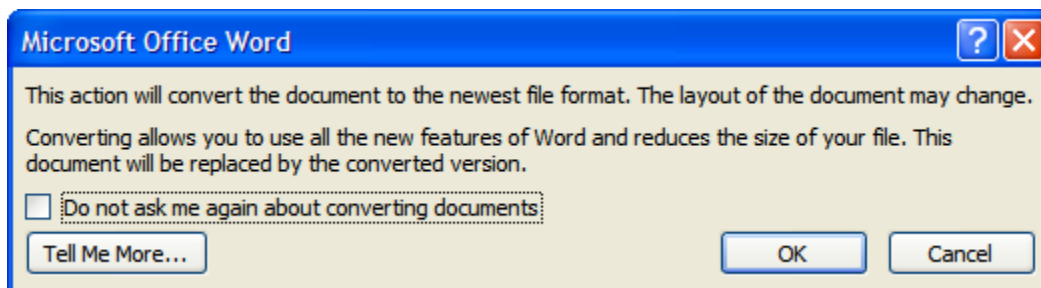 Microsoft Office Word
This action will convert the document to the newest file format. The layout of the document may change.
Converting allows you to use all the new features of Word and reduces the size of your file. This
document will be replaced by the converted version.
Do not ask me again about converting documents
Tell Me More... OK Cancel